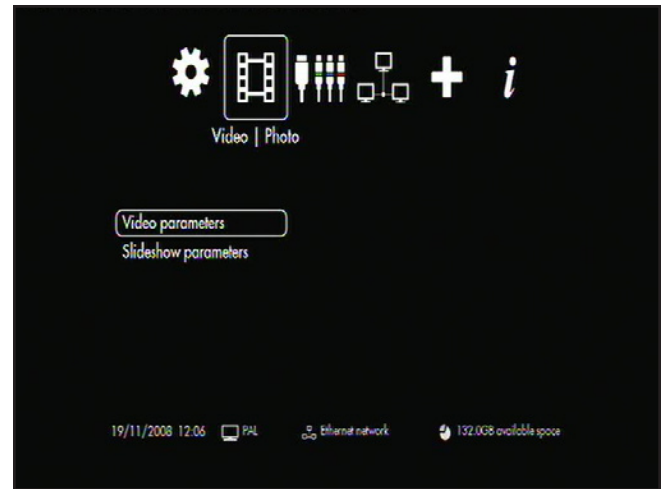 i
Video | Photo
Video parameters
Slideshow parameters
19/11/2008 12:06 PAL Ethernet network 132.0GB available space